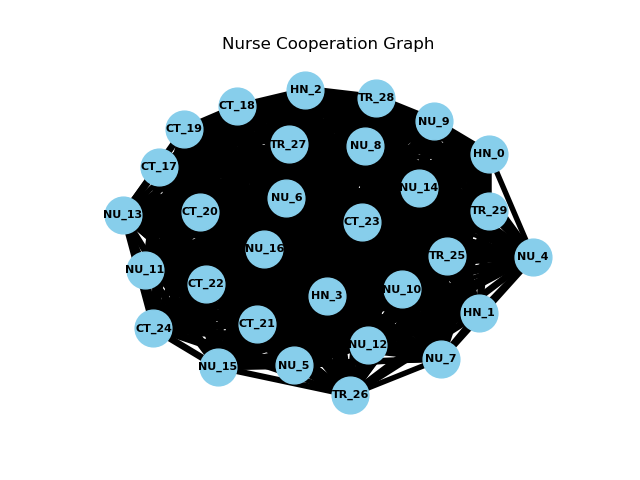 Nurse Cooperation Graph
HN_2
TR_28
CT_18
NU_9
CT_19
TR_27
NU_8
HN_0
CT_17
NU_14
NU_6
CT_20
TR_29
NU_13
CT_23
NU_16
TR_25
NU_4
NU_11
CT_22
NU_10
HN_3
HN_1
CT_21
CT_24
NU_12
NU_7
NU_5
NU_15
TR_26